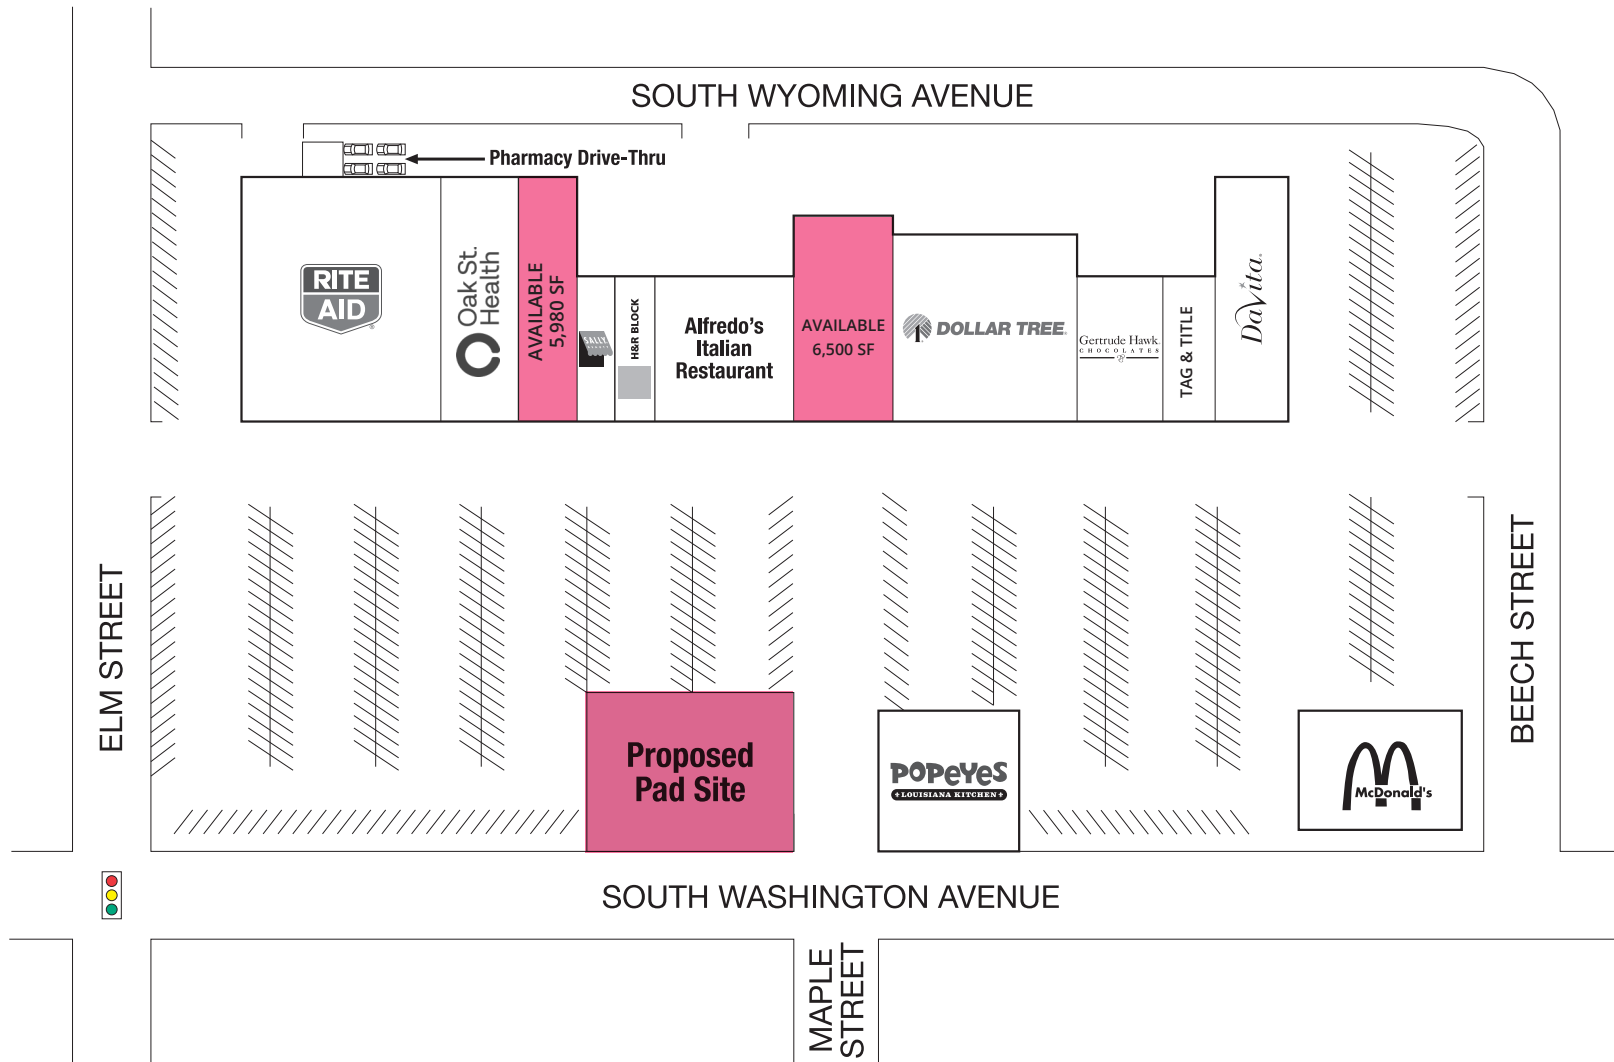 SOUTH WYOMING AVENUE
Pharmacy Drive-Thru
RITE
AID
®
Oak St.
Health
AVAILABLE
5,980 SF
SALLY
H&R BLOCK
Alfredo's
Italian
Restaurant
AVAILABLE
6,500 SF
1
DOLLAR TREE®
Gertrude Hawk
CHOCOLATES
TAG & TITLE
DaVita®
ELM STREET
BEECH STREET
Proposed
Pad Site
POPEYES
+LOUISIANA KITCHEN+
McDonald's
SOUTH WASHINGTON AVENUE
MAPLE
STREET